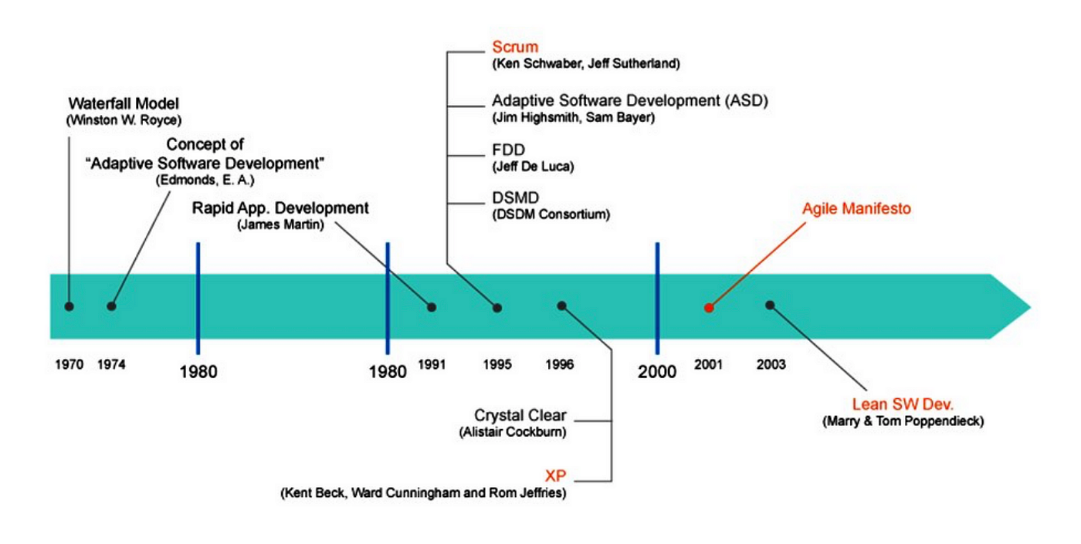 Scrum
(Ken Schwaber, Jeff Sutherland)
Waterfall Model
(Winston W. Royce)
Adaptive Software Development (ASD)
(Jim Highsmith, Sam Bayer)
Concept of
“Adaptive Software Development”
(Edmonds, E. A.)
FDD
(Jeff De Luca)
Rapid App. Development
(James Martin)
DSMD
(DSDM Consortium)
Agile Manifesto
1970
1974
1980
1980
1991
1995
1996
2000
2001
2003
Crystal Clear
(Alistair Cockburn)
Lean SW Dev.
(Marry & Tom Poppendieck)
XP
(Kent Beck, Ward Cunningham and Rom Jeffries)